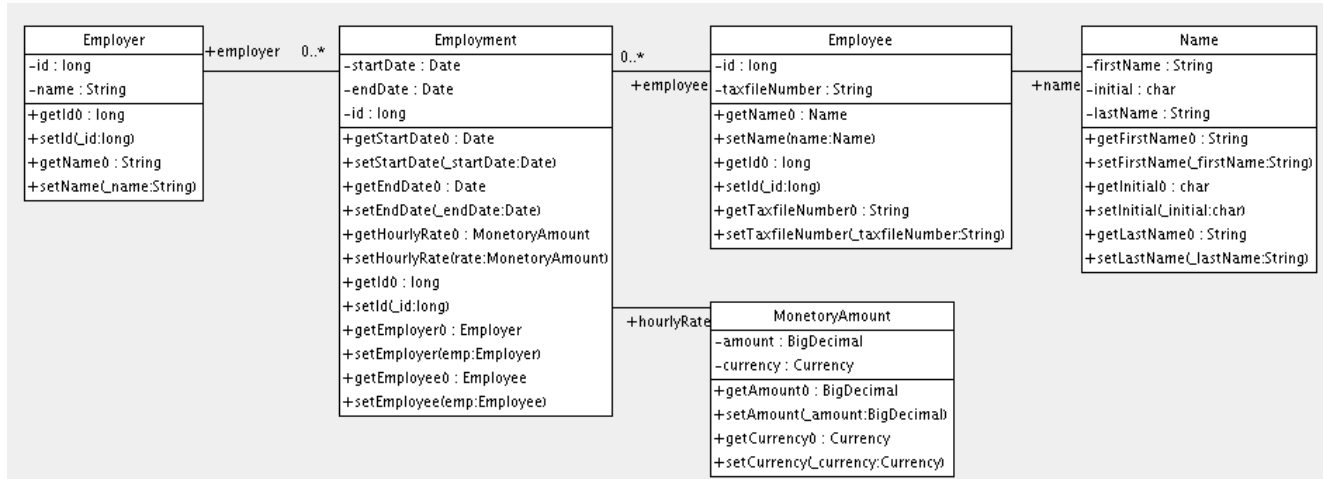 Employer
-id : long
-name : String
+getId() : long
+setId(_id:long)
+getName() : String
+setName(_name:String)
+employer 0..*
Employment
-startDate : Date
-endDate : Date
-id : long
+getStartDate() : Date
+setStartDate(_startDate:Date)
+getEndDate() : Date
+setEndDate(_endDate:Date)
+getHourlyRate() : MonetoryAmount
+setHourlyRate(rate:MonetoryAmount)
+getId() : long
+setId(_id:long)
+getEmployer() : Employer
+setEmployer(emp:Employer)
+getEmployee() : Employee
+setEmployee(emp:Employee)
0..*
+employee
Employee
-id : long
-taxfileNumber : String
+getName() : Name
+setName(name:Name)
+getId() : long
+setId(_id:long)
+getTaxfileNumber() : String
+setTaxfileNumber(_taxfileNumber:String)
+name
Name
-firstName : String
-initial : char
-lastName : String
+getFirstName() : String
+setFirstName(_firstName:String)
+getInitial() : char
+setInitial(_initial:char)
+getLastName() : String
+setLastName(_lastName:String)
+hourlyRate
MonetoryAmount
-amount : BigDecimal
-currency : Currency
+getAmount() : BigDecimal
+setAmount(_amount:BigDecimal)
+getCurrency() : Currency
+setCurrency(_currency:Currency)